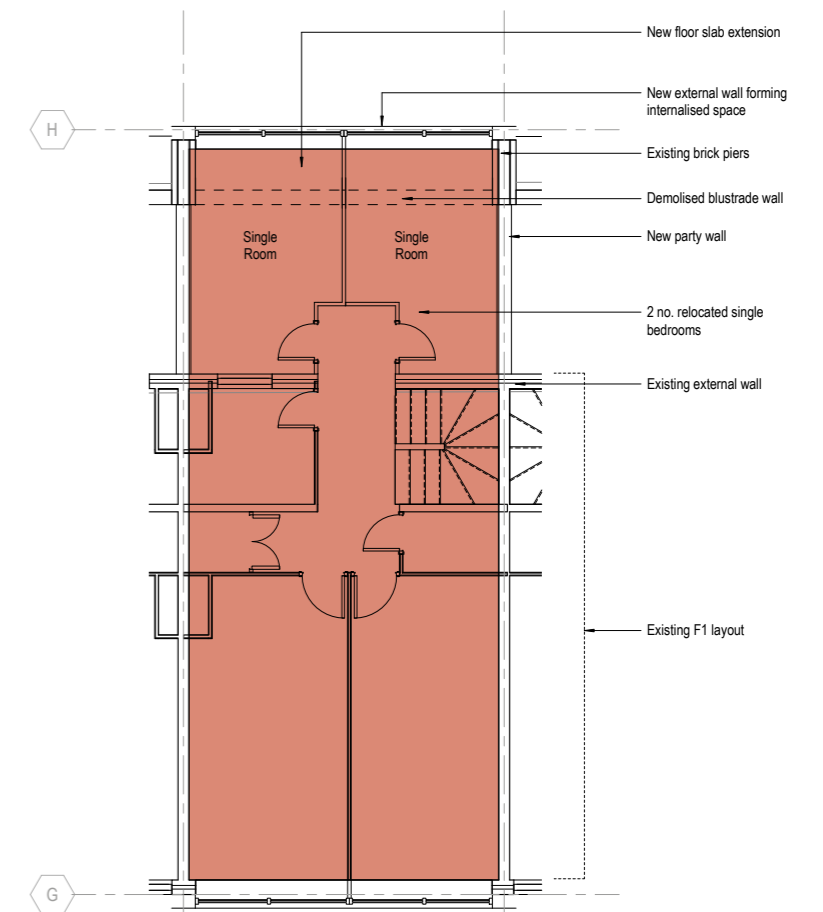 New floor slab extension
New external wall forming
internalised space
H
Existing brick piers
Demolised blustrade wall
New party wall
Single
Room
Single
Room
2 no. relocated single
bedrooms
Existing external wall
Existing F1 layout
G